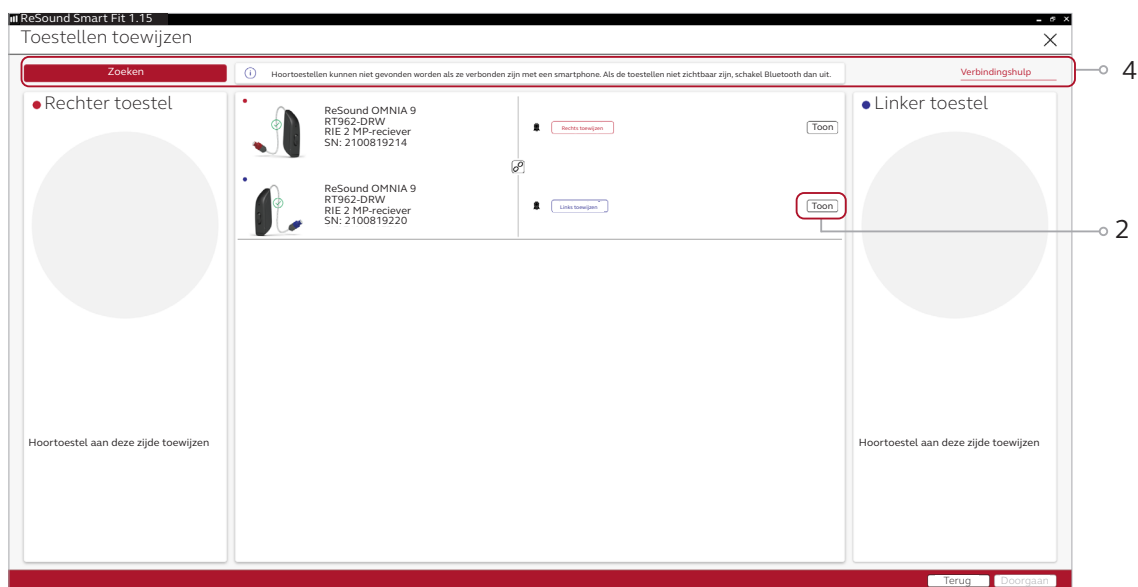 ReSound Smart Fit 1.15
Toestellen toewijzen
Zoeken
Hoortoestellen kunnen niet gevonden worden als ze verbonden zijn met een smartphone. Als de toestellen niet zichtbaar zijn, schakel Bluetooth dan uit.
Verbindingshulp
4
Rechter toestel
ReSound OMNIA 9
RT962-DRW
RIE 2 MP-reciever
SN: 2100819214
Rechts toewijzen
Toon
ReSound OMNIA 9
RT962-DRW
RIE 2 MP-reciever
SN: 2100819220
Links toewijzen
Toon
2
Linker toestel
Hoortoestel aan deze zijde toewijzen
Hoortoestel aan deze zijde toewijzen
Terug
Doorgaan